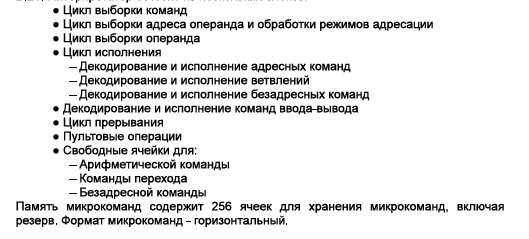 ● Цикл выборки команд
● Цикл выборки адреса операнда и обработки режимов адресации
● Цикл выборки операнда
● Цикл исполнения
– Декодирование и исполнение адресных команд
– Декодирование и исполнение ветвлений
– Декодирование и исполнение безадресных команд
● Декодирование и исполнение команд ввода-вывода
● Цикл прерывания
● Пультовые операции
● Свободные ячейки для:
– Арифметической команды
– Команды перехода
– Безадресной команды
Память микрокоманд содержит 256 ячеек для хранения микрокоманд, включая
резерв. Формат микрокоманд – горизонтальный.